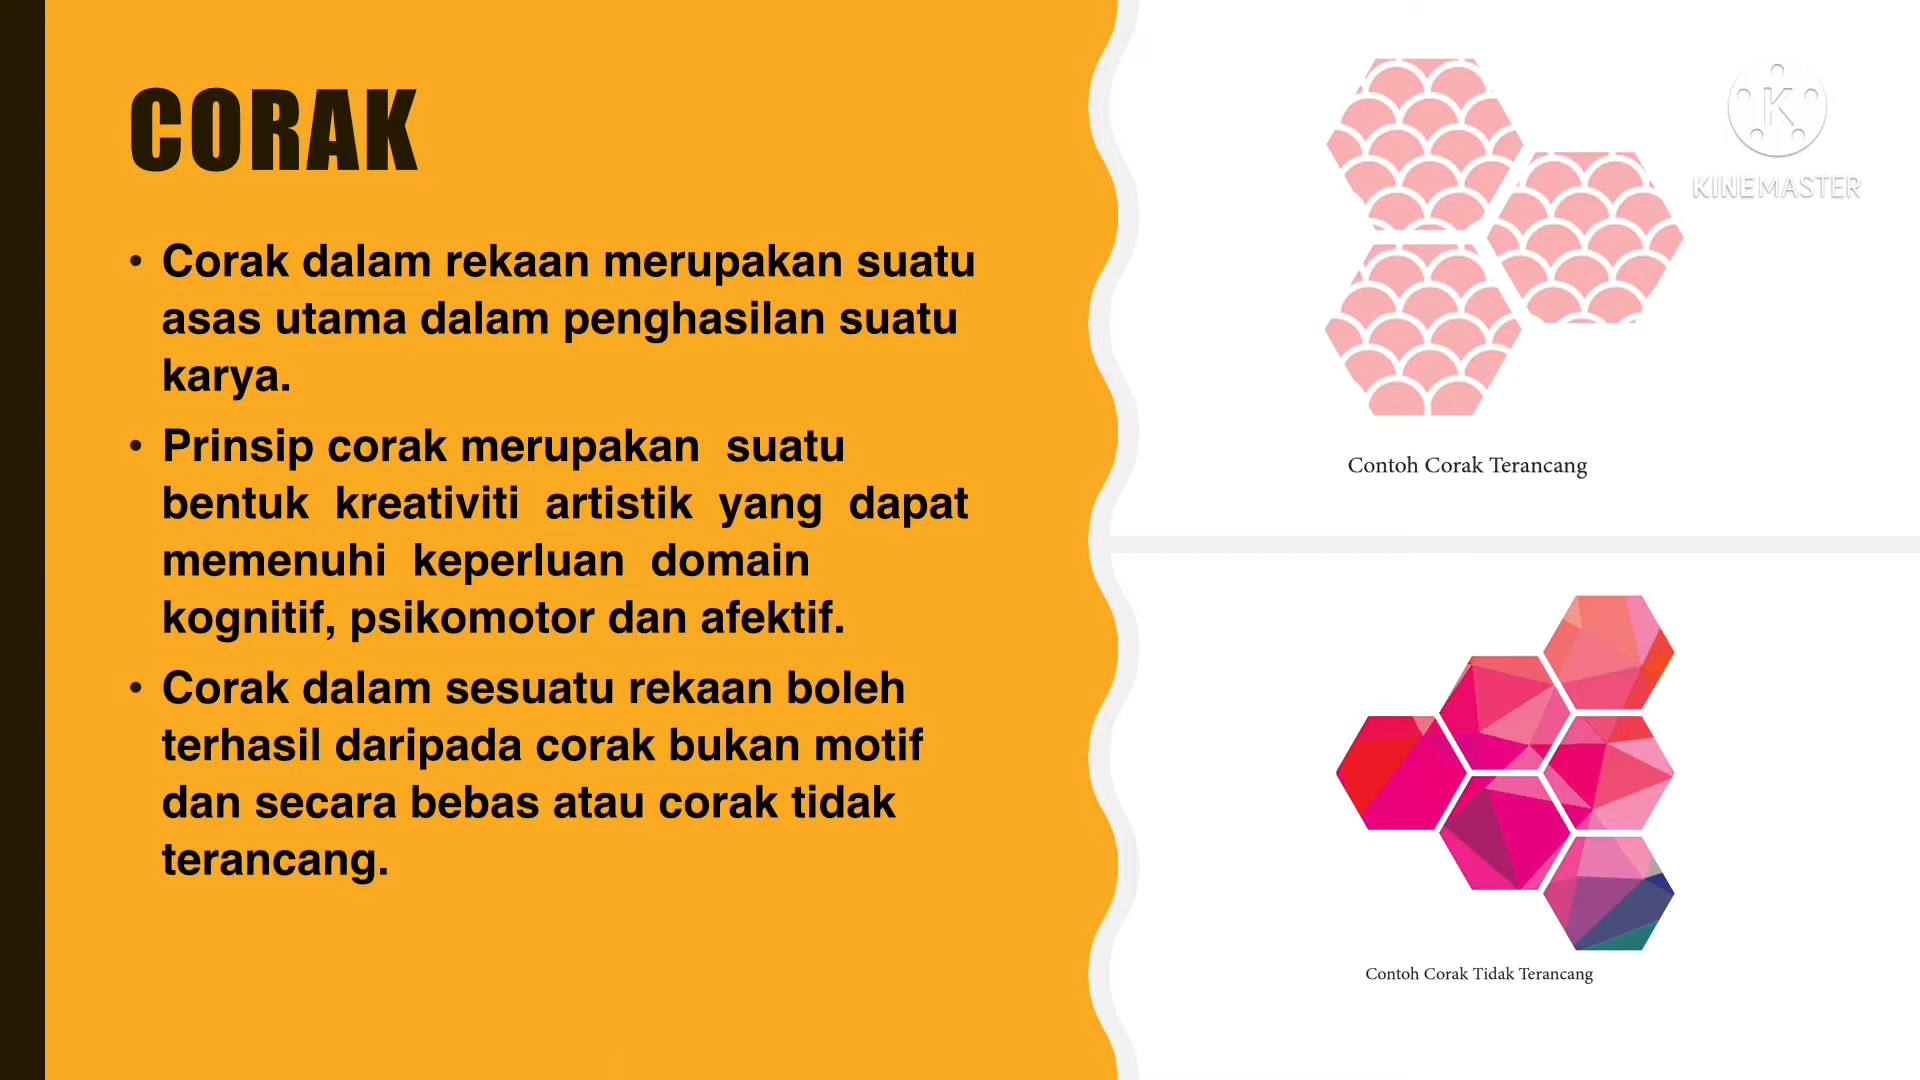 CORAK
• Corak dalam rekaan merupakan suatu
asas utama dalam penghasilan suatu
karya.
• Prinsip corak merupakan suatu
bentuk kreativiti artistik yang dapat
memenuhi keperluan domain
kognitif, psikomotor dan afektif.
• Corak dalam sesuatu rekaan boleh
terhasil daripada corak bukan motif
dan secara bebas atau corak tidak
terancang.
K
KINEMASTER
Contoh Corak Terancang
Contoh Corak Tidak Terancang